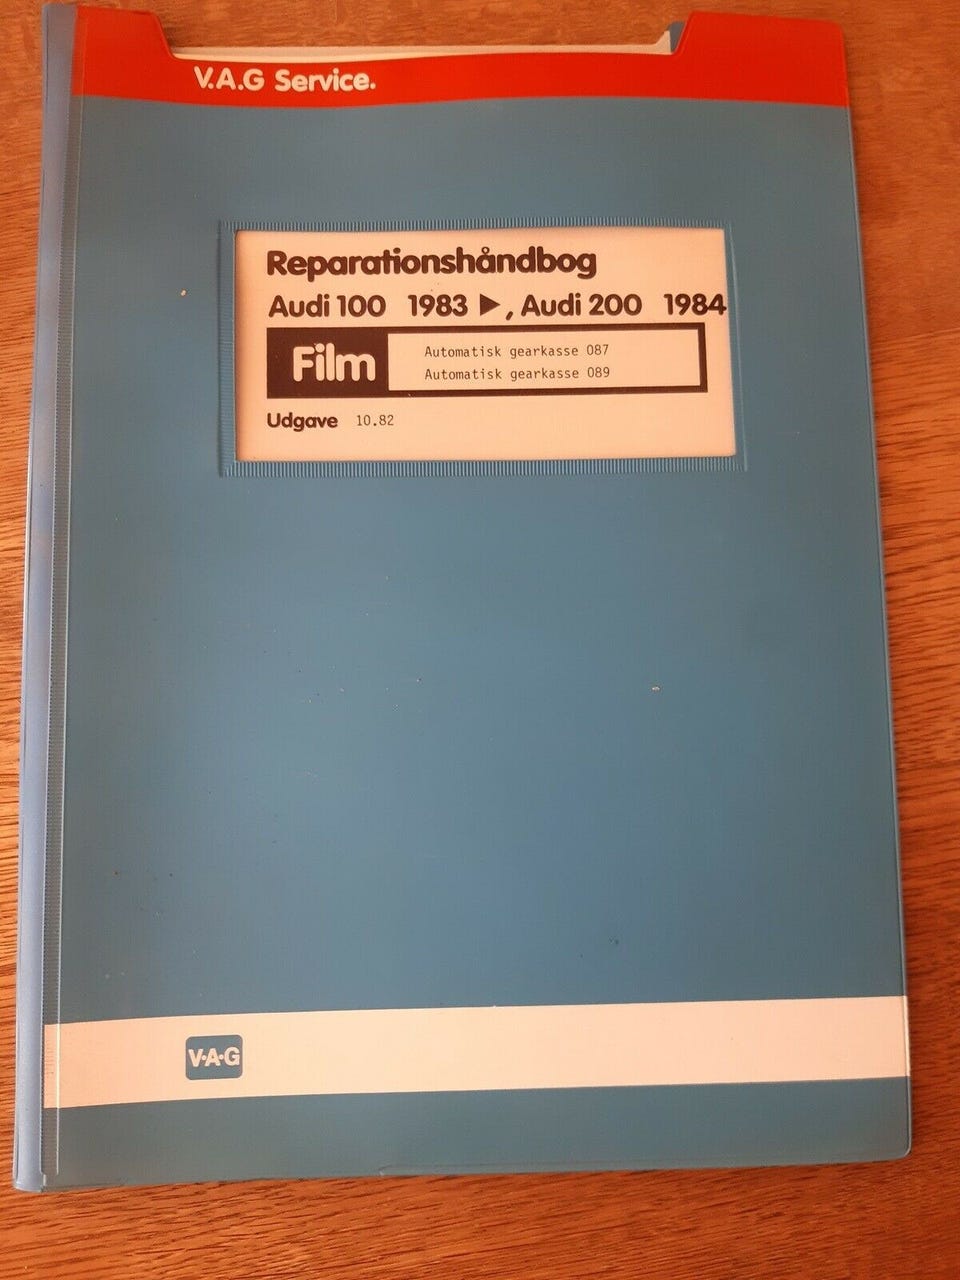 V.A.G Service.
Reparationshåndbog
Audi 100 1983 ▶, Audi 200 1984
Film
Automatisk gearkasse 087
Automatisk gearkasse 089
Udgave 10.82
V·A·G